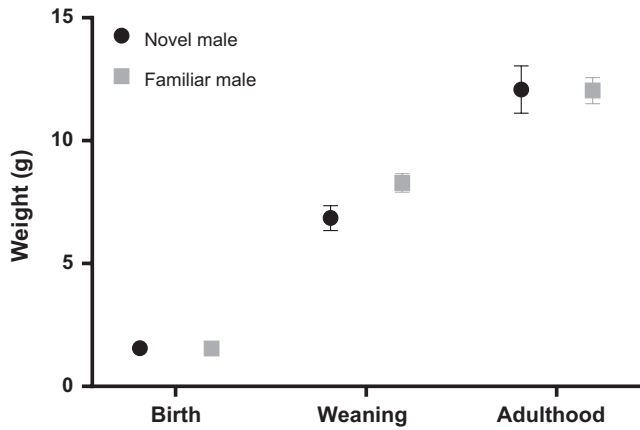 15
Novel male
Familiar male
10
5
0
Weight (g)
Birth Weaning Adulthood